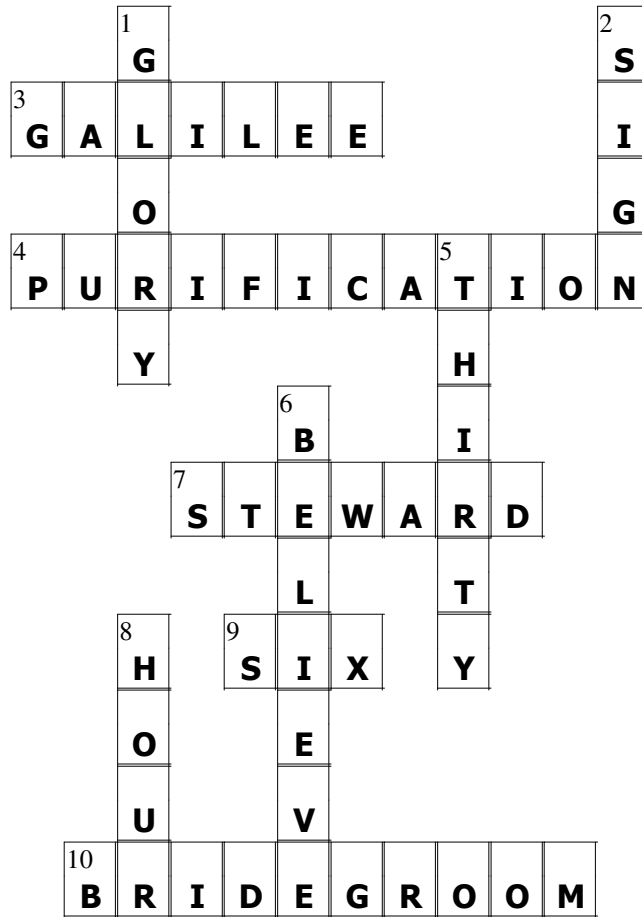 1 2
G S
3
G A L I L E E I
O G
4 5
P U R I F I C A T I O N
Y H
6
B I
7
S T E W A R D
L T
8 9
H S I X Y
O E
U V
10
B R I D E G R O O M